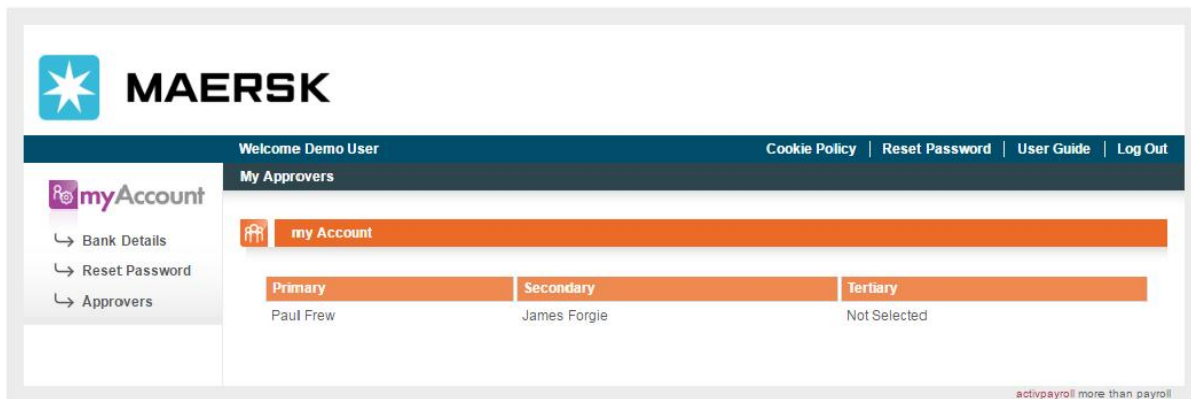 MAERSK
Welcome Demo User Cookie Policy | Reset Password | User Guide | Log Out
My Approvers
myAccount
Bank Details
Reset Password
Approvers
my Account
Primary Secondary Tertiary
Paul Frew James Forgie Not Selected
activpayroll more than payroll